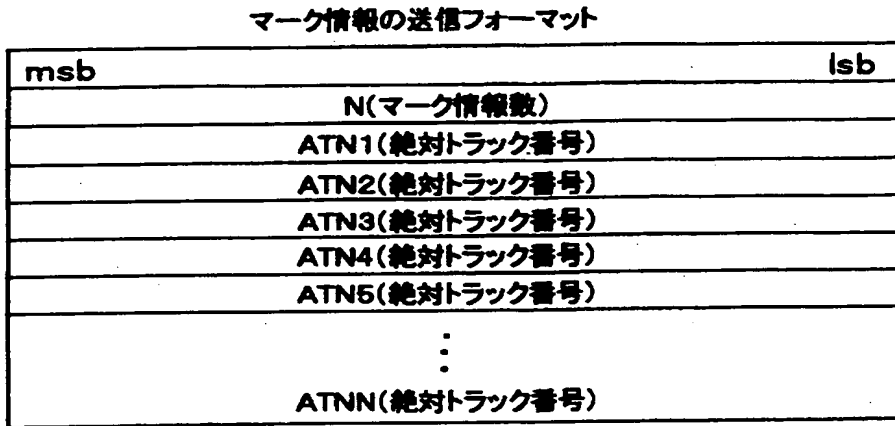 マーク情報の送信フォーマット
msb lsb
N(マーク情報数)
ATN1(絶対トラック番号)
ATN2(絶対トラック番号)
ATN3(絶対トラック番号)
ATN4(絶対トラック番号)
ATN5(絶対トラック番号)
⋮
ATNN(絶対トラック番号)